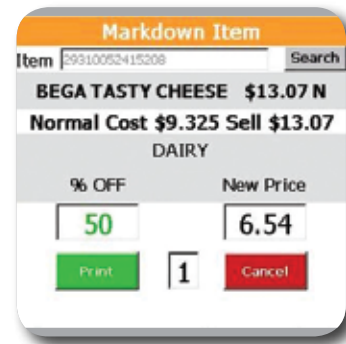 Markdown Item
Item 29310052415208 Search
BEGA TASTY CHEESE $13.07 N
Normal Cost $9.325 Sell $13.07
DAIRY
% OFF New Price
50 6.54
Print 1 Cancel